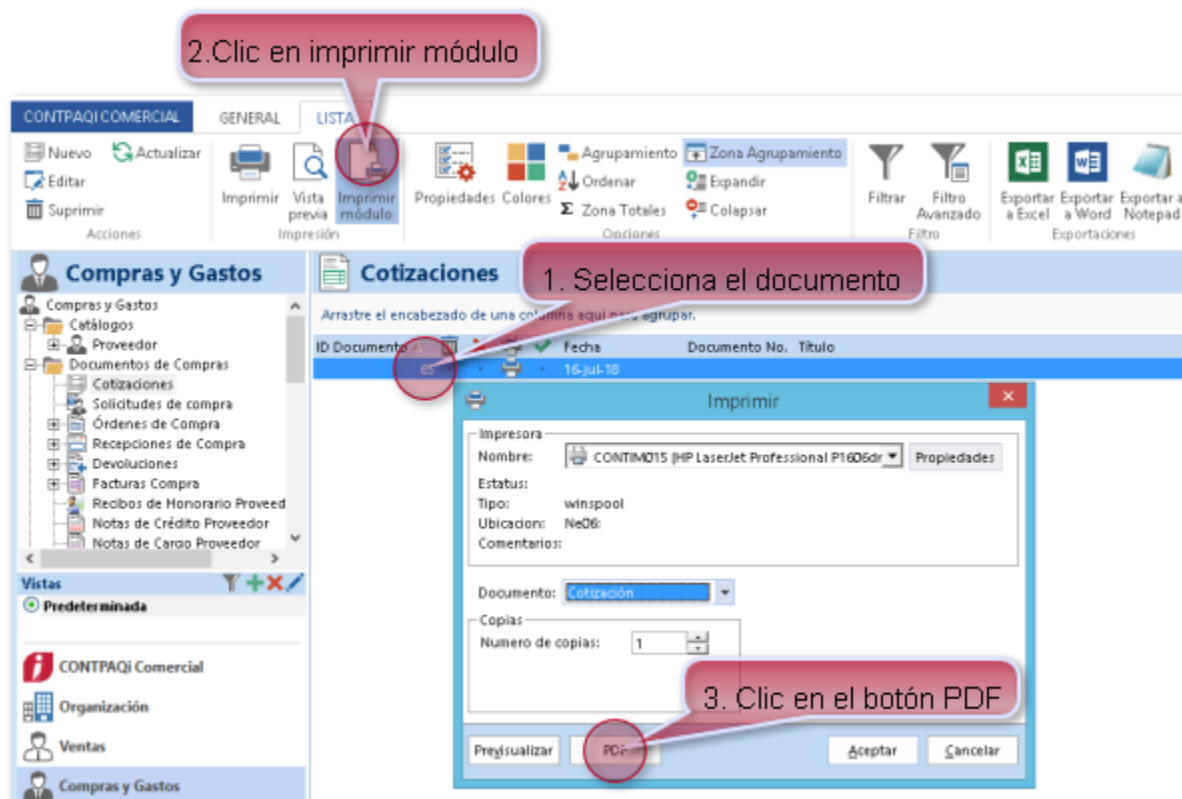 2.Clic en imprimir módulo
CONTPAQI COMERCIAL
GENERAL
LISTA
Nuevo
Actualizar
Editar
Suprimir
Acciones
Imprimir
Vista previa
Imprimir módulo
Impresión
Propiedades
Colores
Agrupamiento
Ordenar
Zona Totales
Zona Agrupamiento
Expandir
Colapsar
Opciones
Filtrar
Filtro Avanzado
Filtro
Exportar a Excel
Exportar a Word
Exportar a Notepad
Exportaciones
Compras y Gastos
Cotizaciones
1. Selecciona el documento
Arrastre el encabezado de una columna aquí para agrupar.
ID Documento
Fecha
Documento No.
Título
65
16-jul-18
Compras y Gastos
Catálogos
Proveedor
Documentos de Compras
Cotizaciones
Solicitudes de compra
Órdenes de Compra
Recepciones de Compra
Devoluciones
Facturas Compra
Recibos de Honorario Proveed
Notas de Crédito Proveedor
Notas de Cargo Proveedor
Vistas
Predeterminada
CONTPAQi Comercial
Organización
Ventas
Compras y Gastos
Imprimir
Impresora
Nombre:
CONTIM015 (HP LaserJet Professional P1606dr
Propiedades
Estatus:
Tipo: winspool
Ubicacion: Ne06:
Comentarios:
Documento: Cotización
Copias
Numero de copias: 1
3. Clic en el botón PDF
Previsualizar
PDF
Aceptar
Cancelar